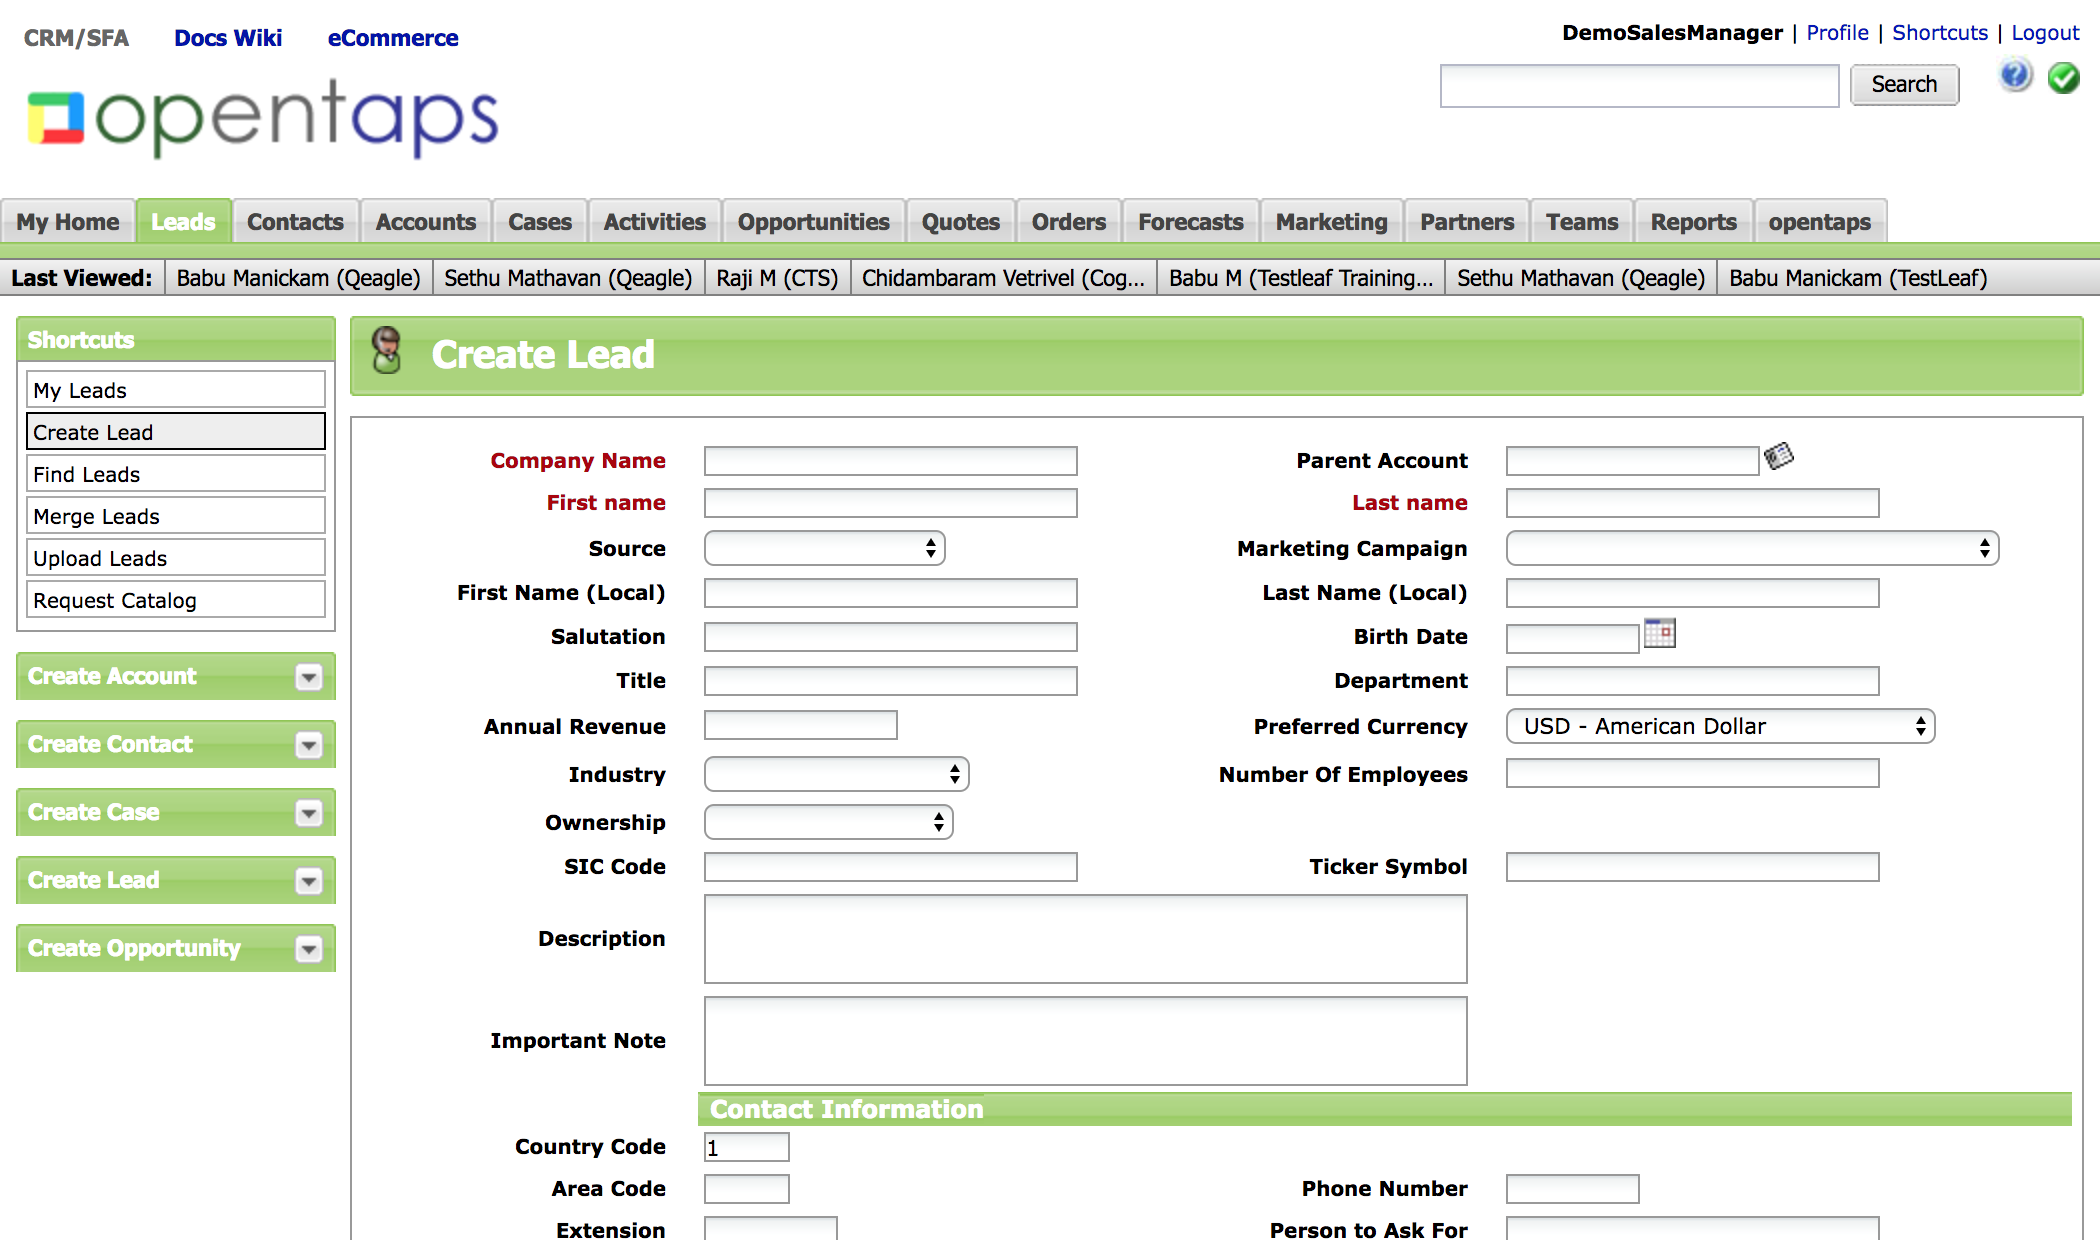 CRM/SFA Docs Wiki eCommerce
DemoSalesManager | Profile | Shortcuts | Logout
opentaps
Search
My Home Leads Contacts Accounts Cases Activities Opportunities Quotes Orders Forecasts Marketing Partners Teams Reports opentaps
Last Viewed: Babu Manickam (Qeagle) Sethu Mathavan (Qeagle) Raji M (CTS) Chidambaram Vetrivel (Cog... Babu M (Testleaf Training... Sethu Mathavan (Qeagle) Babu Manickam (TestLeaf)
Shortcuts
My Leads
Create Lead
Find Leads
Merge Leads
Upload Leads
Request Catalog
Create Account
Create Contact
Create Case
Create Lead
Create Opportunity
Create Lead
Company Name Parent Account
First name Last name
Source Marketing Campaign
First Name (Local) Last Name (Local)
Salutation Birth Date
Title Department
Annual Revenue Preferred Currency USD - American Dollar
Industry Number Of Employees
Ownership
SIC Code Ticker Symbol
Description
Important Note
Contact Information
Country Code 1
Area Code Phone Number
Extension Person to Ask For